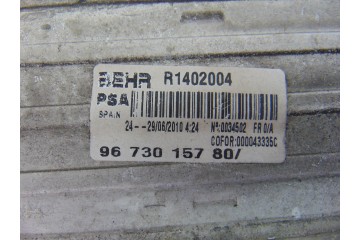 BEHR R1402004
PSA
SPAIN 24--29/06/2010 4:24 Nº:0034502 FR 0/A
COFOR:000043335C
96 730 157 80/